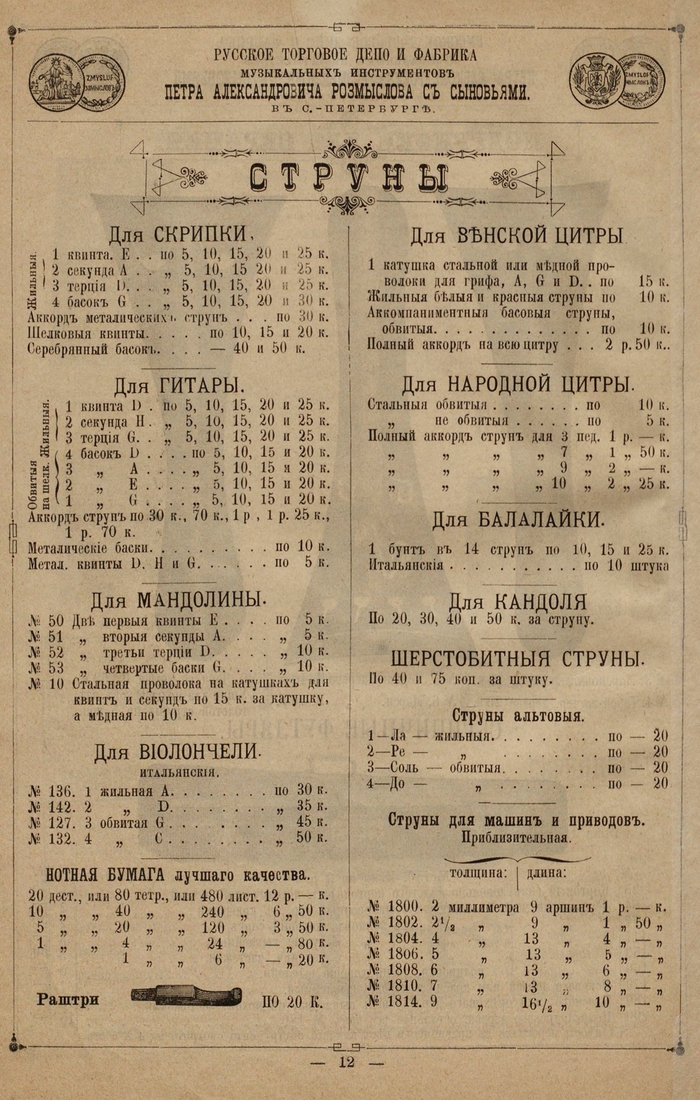 РУССКОЕ ТОРГОВОЕ ДЕПО И ФАБРИКА
МУЗЫКАЛЬНЫХЪ ИНСТРУМЕНТОВЪ
ПЕТРА АЛЕКСАНДРОВИЧА РОЗМЫСЛОВА СЪ СЫНОВЬЯМИ.
ВЪ С.-ПЕТЕРБУРГѢ.
СТРУНЫ
Для СКРИПКИ.
Жильныя.
1 квинта. E . . по 5, 10, 15, 20 и 25 к.
2 секунда A . . „ 5, 10, 15, 20 и 25 к.
3 терція D. . . „ 5, 10, 15, 20 и 25 к.
4 басокъ G . . „ 5, 10, 15, 20 и 30 к.
Аккордъ металическихъ струнъ . . . по 30 к.
Шелковыя квинты. . . . . по 10, 15 и 20 к.
Серебрянный басокъ. . . . . — 40 и 50 к.
Для ГИТАРЫ.
Жильныя.
1 квинта D . по 5, 10, 15, 20 и 25 к.
2 секунда H. „ 5, 10, 15, 20 и 25 к.
3 терція G. . „ 5, 10, 15, 20 и 25 к.
Обвитыя на шелк.
4 басокъ D . . . . по 5, 10, 15 и 20 к.
3 „ A . . . . „ 5, 10, 15 и 20 к.
2 „ E . . . . „ 5, 10, 15 и 20 к.
1 „ G . . . . „ 5, 10, 15 и 20 к.
Аккордъ струнъ по 30 к., 70 к., 1 р , 1 р. 25 к.,
1 р. 70 к.
Металическіе баски. . . . . . . . . . по 10 к.
Метал. квинты D. H и G. . . . . . по 5 к.
Для МАНДОЛИНЫ.
№ 50 Двѣ первыя квинты E . . . . по 5 к.
№ 51 „ вторыя секунды A. . . . „ 5 к.
№ 52 „ третьи терціи D. . . . . „ 10 к.
№ 53 „ четвертые баски G. . . . „ 10 к.
№ 10 Стальная проволока на катушкахъ для
квинтъ и секундъ по 15 к. за катушку,
а мѣдная по 10 к.
Для ВІОЛОНЧЕЛИ.
ИТАЛЬЯНСКІЯ.
№ 136. 1 жильная A. . . . . . . . по 30 к.
№ 142. 2 „ D. . . . . . . . „ 35 к.
№ 127. 3 обвитая G . . . . . . . . „ 45 к.
№ 132. 4 „ C . . . . . . . . „ 50 к.
НОТНАЯ БУМАГА лучшаго качества.
20 дест., или 80 тетр., или 480 лист. 12 р. — к.
10 „ „ 40 „ „ 240 „ 6 „ 50 к.
5 „ „ 20 „ „ 120 „ 3 „ 50 к.
1 „ „ 4 „ „ 24 „ — „ 80 к.
1 „ „ 6 „ — „ 20 к.
Раштри ПО 20 К.
Для ВѢНСКОЙ ЦИТРЫ
1 катушка стальной или мѣдной про-
волоки для грифа, A, G и D. . по 15 к.
Жильныя бѣлыя и красныя струны по 10 к.
Аккомпаниментныя басовыя струны,
обвитыя. . . . . . . . . . . . по 10 к.
Полный аккордъ на всю цитру . . . 2 р. 50 к..
Для НАРОДНОЙ ЦИТРЫ.
Стальныя обвитыя . . . . . . . . по 10 к.
„ не обвитыя . . . . . . . по 5 к.
Полный аккордъ струнъ для 3 пед. 1 р. — к.
„ „ „ „ 7 „ 1 „ 50 к.
„ „ „ „ 9 „ 2 „ — к.
„ „ „ „ 10 „ 2 „ 25 к.
Для БАЛАЛАЙКИ.
1 бунтъ въ 14 струнъ по 10, 15 и 25 к.
Итальянскія . . . . . . . . . . по 10 штука
Для КАНДОЛЯ
По 20, 30, 40 и 50 к. за струну.
ШЕРСТОБИТНЫЯ СТРУНЫ.
По 40 и 75 коп. за штуку.
Струны альтовыя.
1—Ла — жильныя. . . . . . . . . по — 20
2—Ре — „ . . . . . . . . по — 20
3—Соль — обвитыя. . . . . . . . по — 20
4—До — „ . . . . . . . . по — 20
Струны для машинъ и приводовъ.
Приблизительная.
толщина: длина:
№ 1800. 2 миллиметра 9 аршинъ 1 р. — к.
№ 1802. 2½ „ 9 „ 1 „ 50 „
№ 1804. 4 „ 13 „ 4 „ — „
№ 1806. 5 „ 13 „ 5 „ — „
№ 1808. 6 „ 13 „ 6 „ — „
№ 1810. 7 „ 13 „ 8 „ — „
№ 1814. 9 „ 16½ „ 10 „ — „
— 12 —